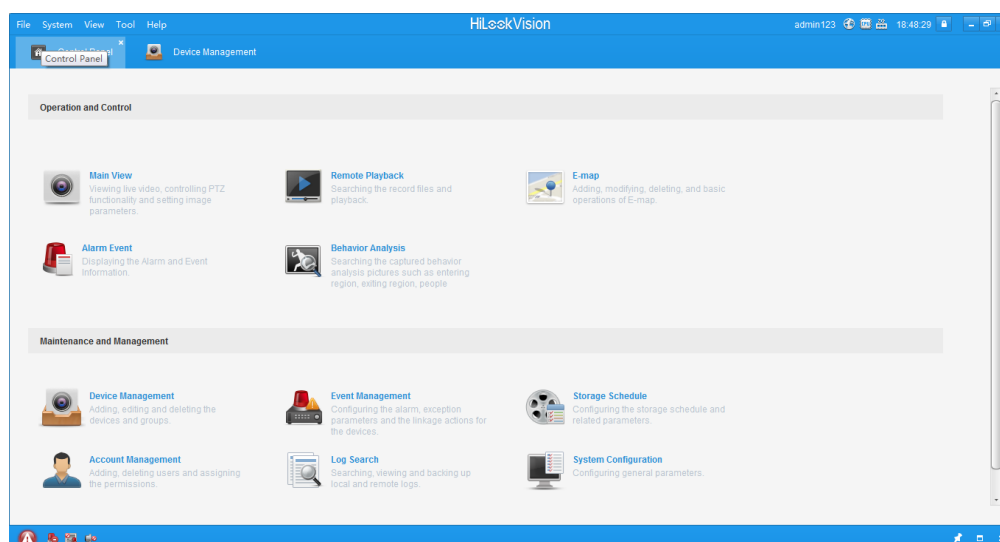 File System View Tool Help HiLookVision admin123 18:48:29
Control Panel Device Management
Control Panel
Operation and Control
Main View
Viewing live video, controlling PTZ
functionality and setting image
parameters.
Remote Playback
Searching the record files and
playback.
E-map
Adding, modifying, deleting, and basic
operations of E-map.
Alarm Event
Displaying the Alarm and Event
information.
Behavior Analysis
Searching the captured behavior
analysis pictures such as entering
region, exiting region, people
Maintenance and Management
Device Management
Adding, editing and deleting the
devices and groups.
Event Management
Configuring the alarm, exception
parameters and the linkage actions for
the devices.
Storage Schedule
Configuring the storage schedule and
related parameters.
Account Management
Adding, deleting users and assigning
the permissions.
Log Search
Searching, viewing and backing up
local and remote logs.
System Configuration
Configuring general parameters.